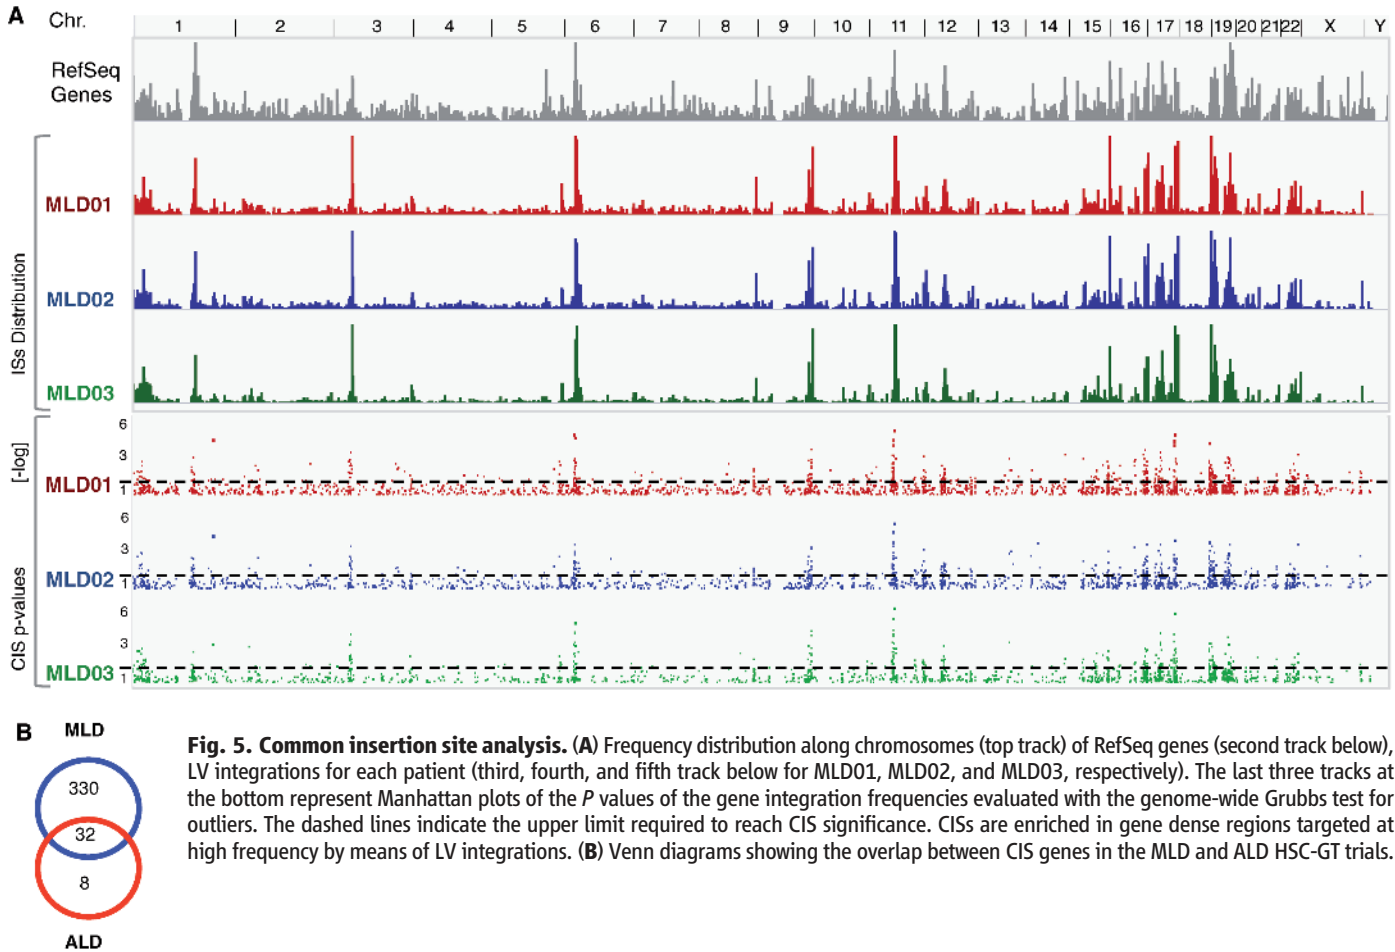 A
Chr. 1 2 3 4 5 6 7 8 9 10 11 12 13 14 15 16 17 18 19 20 21 22 X Y
RefSeq
Genes
ISs Distribution
MLD01
MLD02
MLD03
[-log]
CIS p-values
6
3
MLD01 1
6
3
MLD02 1
6
3
MLD03 1
B
MLD
330
32
8
ALD
Fig. 5. Common insertion site analysis. (A) Frequency distribution along chromosomes (top track) of RefSeq genes (second track below),
LV integrations for each patient (third, fourth, and fifth track below for MLD01, MLD02, and MLD03, respectively). The last three tracks at
the bottom represent Manhattan plots of the P values of the gene integration frequencies evaluated with the genome-wide Grubbs test for
outliers. The dashed lines indicate the upper limit required to reach CIS significance. CISs are enriched in gene dense regions targeted at
high frequency by means of LV integrations. (B) Venn diagrams showing the overlap between CIS genes in the MLD and ALD HSC-GT trials.